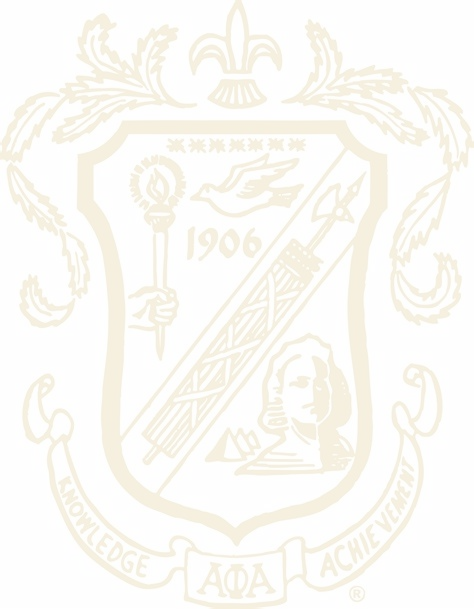 1906
KNOWLEDGE
ΑΦΑ
ACHIEVEMENT
®